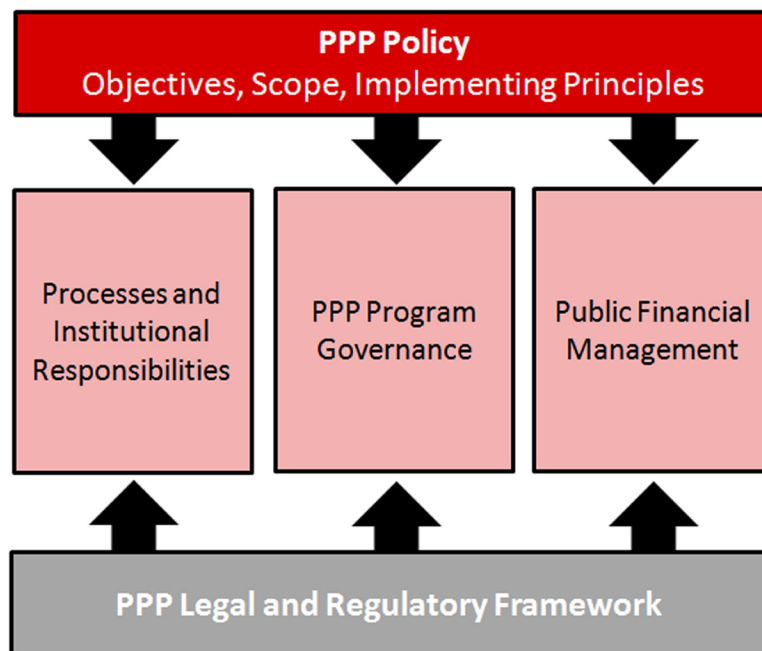 PPP Policy
Objectives, Scope, Implementing Principles
Processes and
Institutional
Responsibilities
PPP Program
Governance
Public Financial
Management
PPP Legal and Regulatory Framework